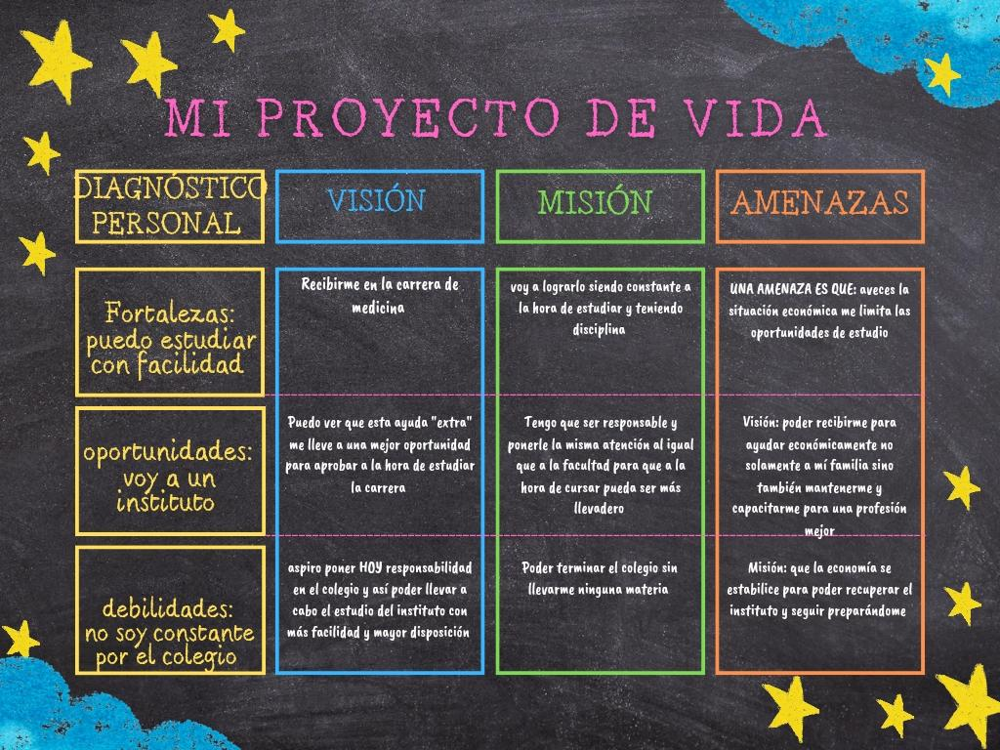 MI PROYECTO DE VIDA
DIAGNÓSTICO
PERSONAL
VISIÓN
MISIÓN
AMENAZAS
Fortalezas:
puedo estudiar
con facilidad
Recibirme en la carrera de
medicina
voy a lograrlo siendo constante a
la hora de estudiar y teniendo
disciplina
UNA AMENAZA ES QUE: aveces la
situación económica me limita las
oportunidades de estudio
oportunidades:
voy a un
instituto
Puedo ver que esta ayuda "extra"
me lleve a una mejor oportunidad
para aprobar a la hora de estudiar
la carrera
Tengo que ser responsable y
ponerle la misma atención al igual
que a la facultad para que a la
hora de cursar pueda ser más
llevadero
Visión: poder recibirme para
ayudar económicamente no
solamente a mí familia sino
también mantenerme y
capacitarme para una profesión
mejor
debilidades:
no soy constante
por el colegio
aspiro poner HOY responsabilidad
en el colegio y así poder llevar a
cabo el estudio del instituto con
más facilidad y mayor disposición
Poder terminar el colegio sin
llevarme ninguna materia
Misión: que la economía se
estabilice para poder recuperar el
instituto y seguir preparándome